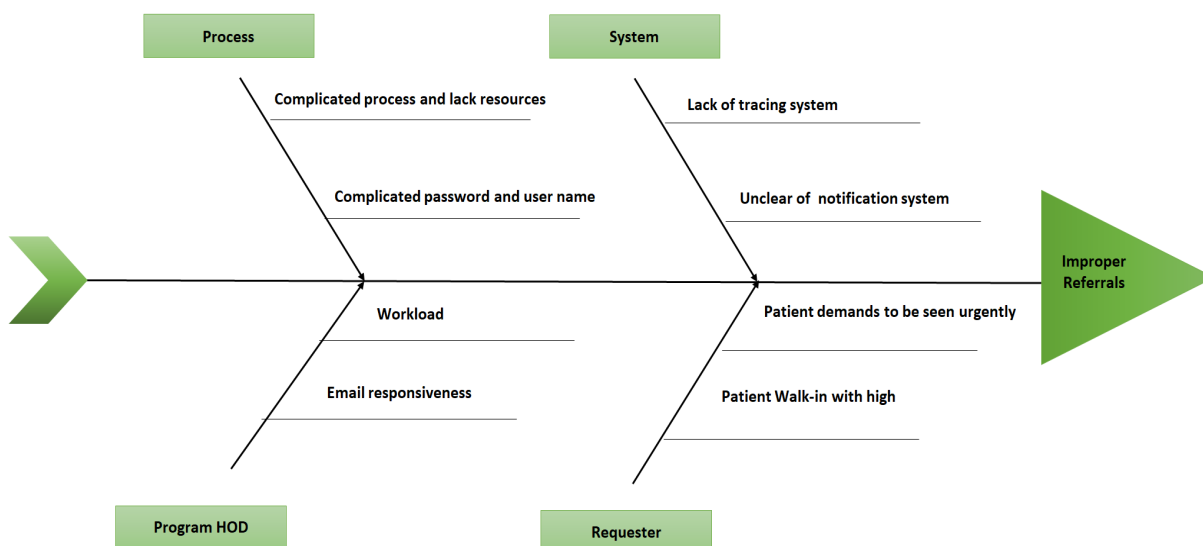 Process
System
Complicated process and lack resources
Lack of tracing system
Complicated password and user name
Unclear of notification system
Improper
Referrals
Workload
Patient demands to be seen urgently
Email responsiveness
Patient Walk-in with high
Program HOD
Requester